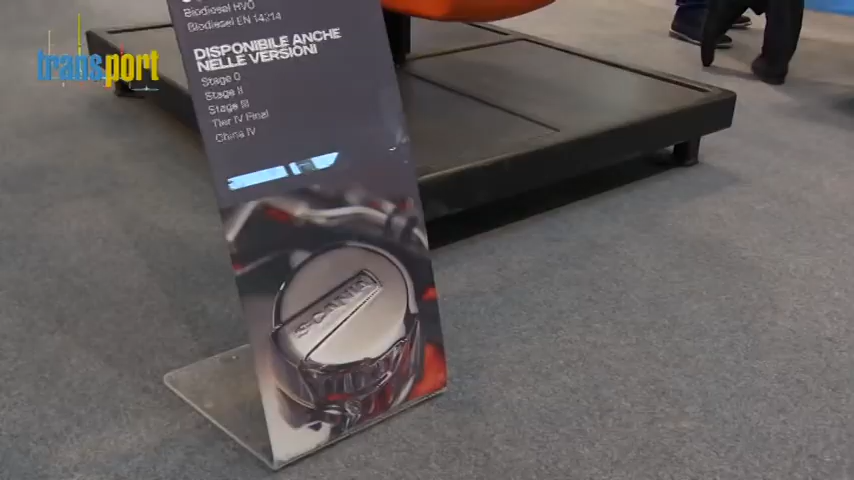 Biodiesel HVO
Biodiesel EN 14214
DISPONIBILE ANCHE
NELLE VERSIONI
Stage 0
Stage II
Stage III
Tier IV Final
China IV
transport
SCANIA